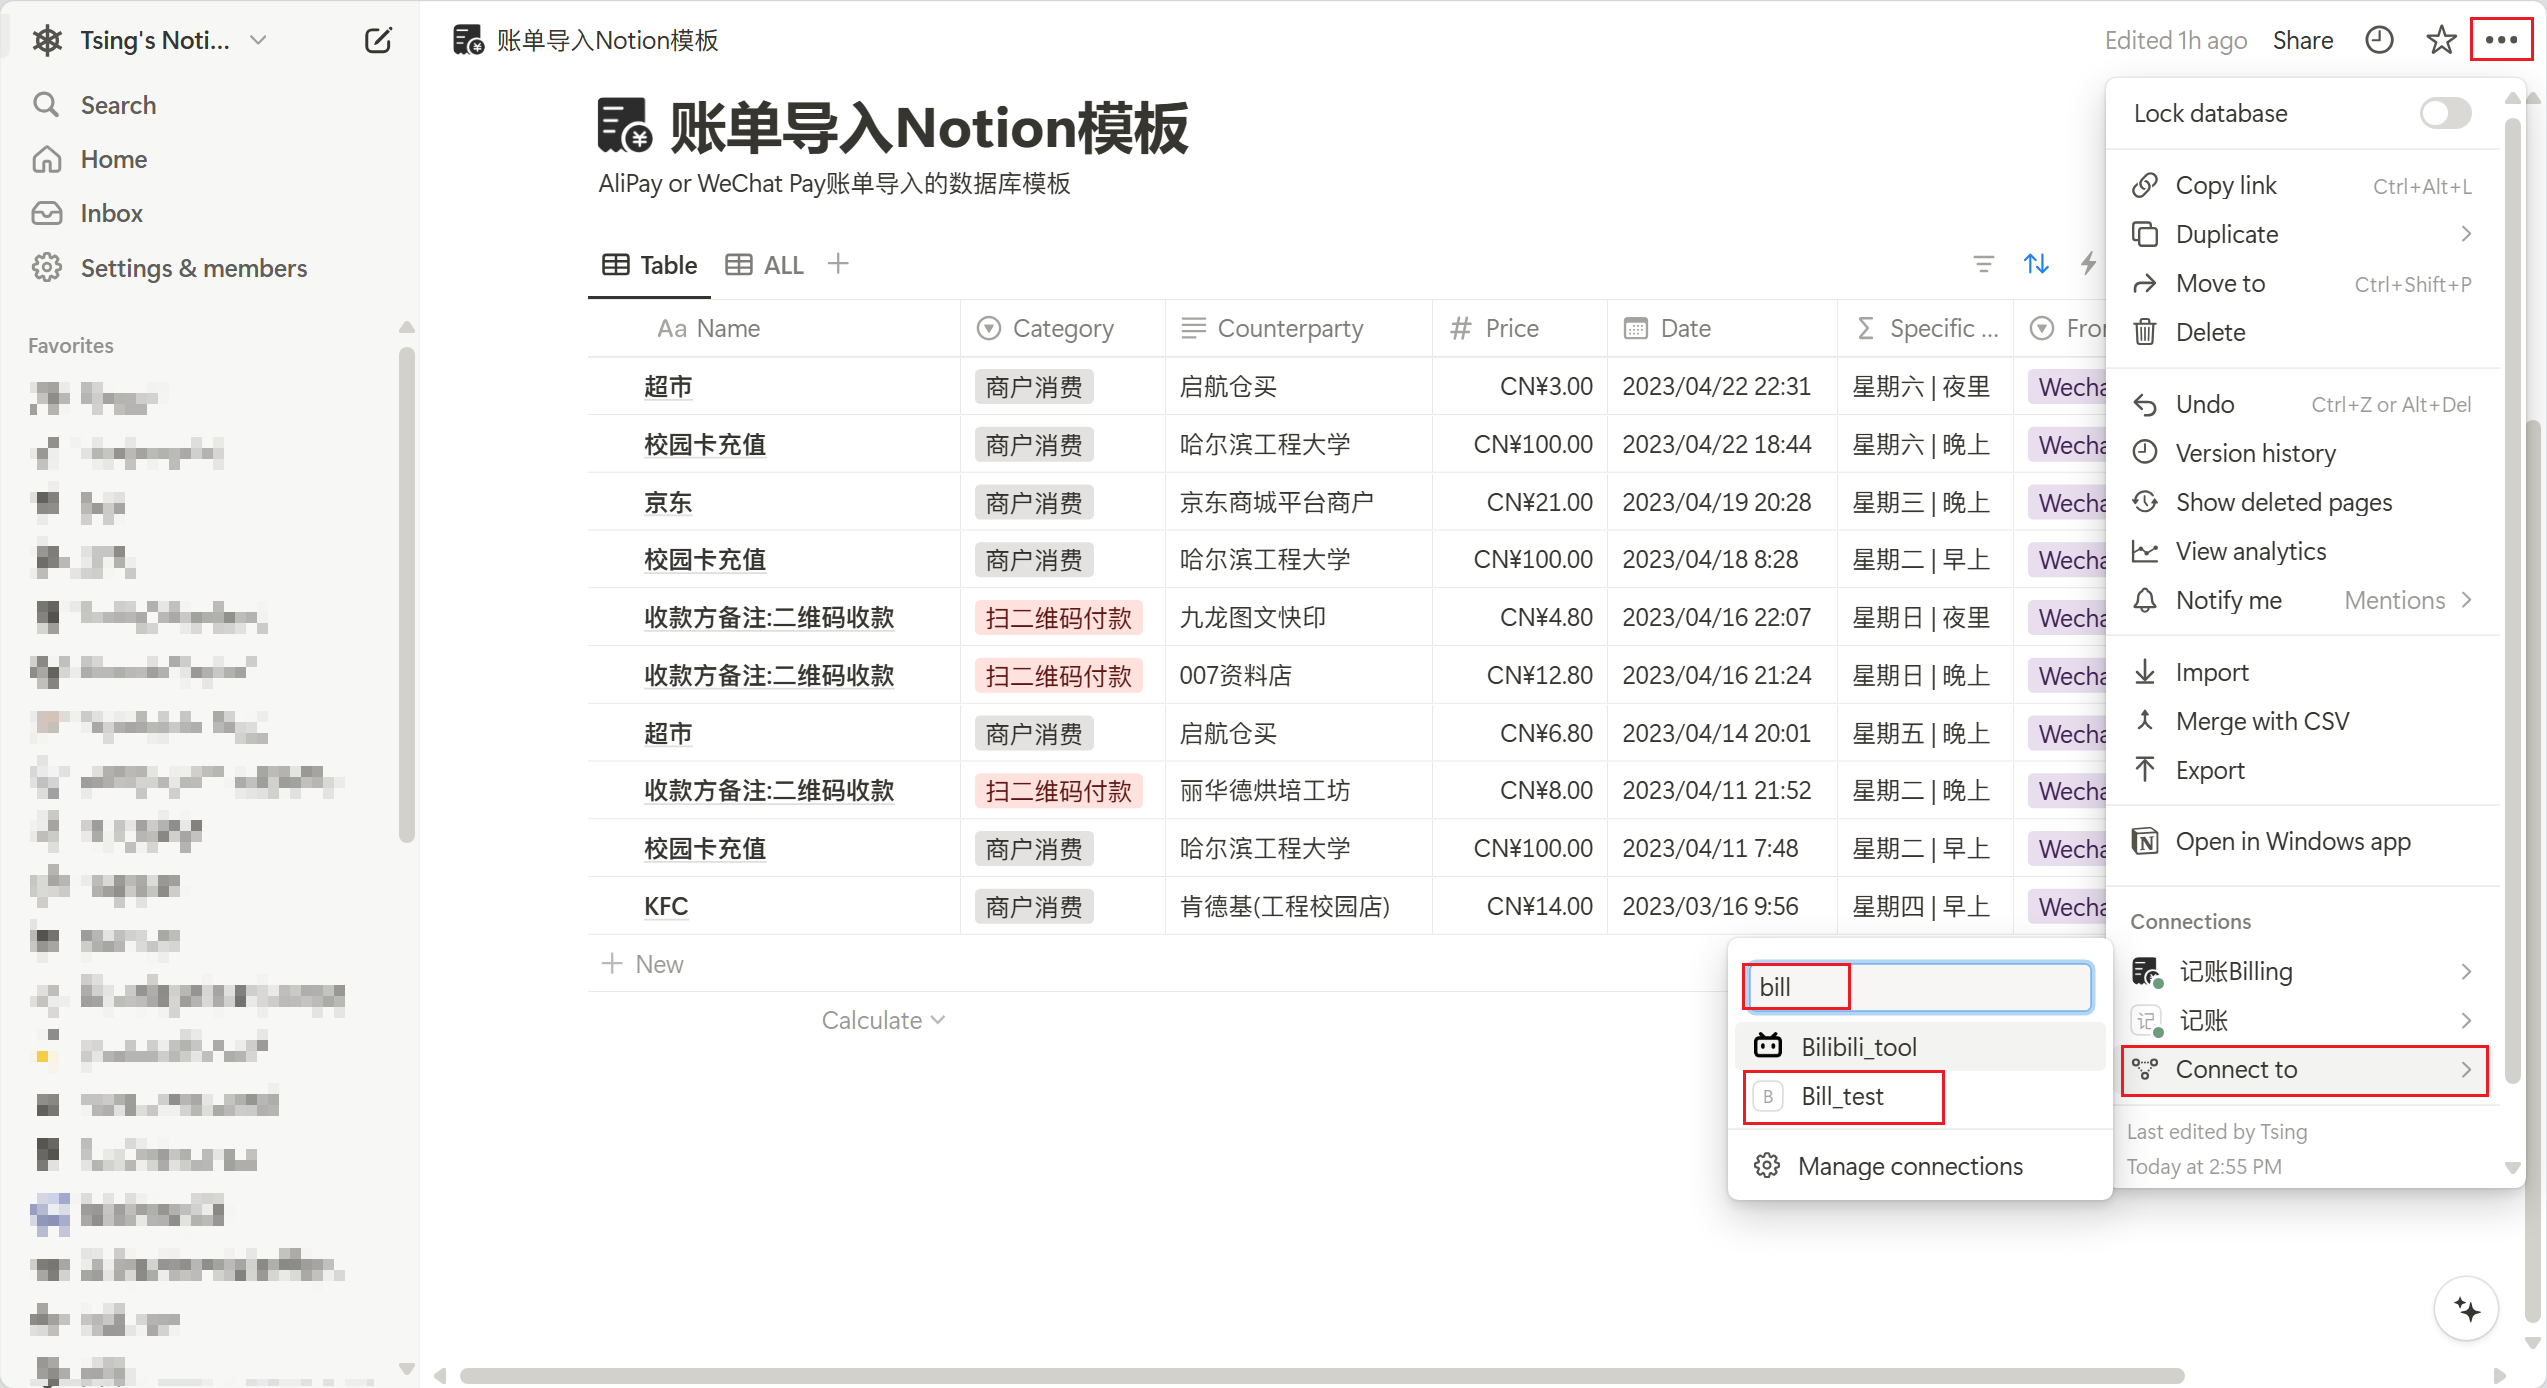 Tsing's Noti...
Search
Home
Inbox
Settings & members
Favorites
账单导入Notion模板
Edited 1h ago
Share
账单导入Notion模板
AliPay or WeChat Pay账单导入的数据库模板
Table
ALL
Aa Name
Category
Counterparty
# Price
Date
Σ Specific ...
超市 商户消费 启航仓买 CN¥3.00 2023/04/22 22:31 星期六 | 夜里
校园卡充值 商户消费 哈尔滨工程大学 CN¥100.00 2023/04/22 18:44 星期六 | 晚上
京东 商户消费 京东商城平台商户 CN¥21.00 2023/04/19 20:28 星期三 | 晚上
校园卡充值 商户消费 哈尔滨工程大学 CN¥100.00 2023/04/18 8:28 星期二 | 早上
收款方备注:二维码收款 扫二维码付款 九龙图文快印 CN¥4.80 2023/04/16 22:07 星期日 | 夜里
收款方备注:二维码收款 扫二维码付款 007资料店 CN¥12.80 2023/04/16 21:24 星期日 | 晚上
超市 商户消费 启航仓买 CN¥6.80 2023/04/14 20:01 星期五 | 晚上
收款方备注:二维码收款 扫二维码付款 丽华德烘培工坊 CN¥8.00 2023/04/11 21:52 星期二 | 晚上
校园卡充值 商户消费 哈尔滨工程大学 CN¥100.00 2023/04/11 7:48 星期二 | 早上
KFC 商户消费 肯德基(工程校园店) CN¥14.00 2023/03/16 9:56 星期四 | 早上
New
Calculate
Lock database
Copy link Ctrl+Alt+L
Duplicate
Move to Ctrl+Shift+P
Delete
Undo Ctrl+Z or Alt+Del
Version history
Show deleted pages
View analytics
Notify me Mentions
Import
Merge with CSV
Export
Open in Windows app
Connections
记账Billing
记 记账
Connect to
Last edited by Tsing
Today at 2:55 PM
bill
Bilibili_tool
B Bill_test
Manage connections